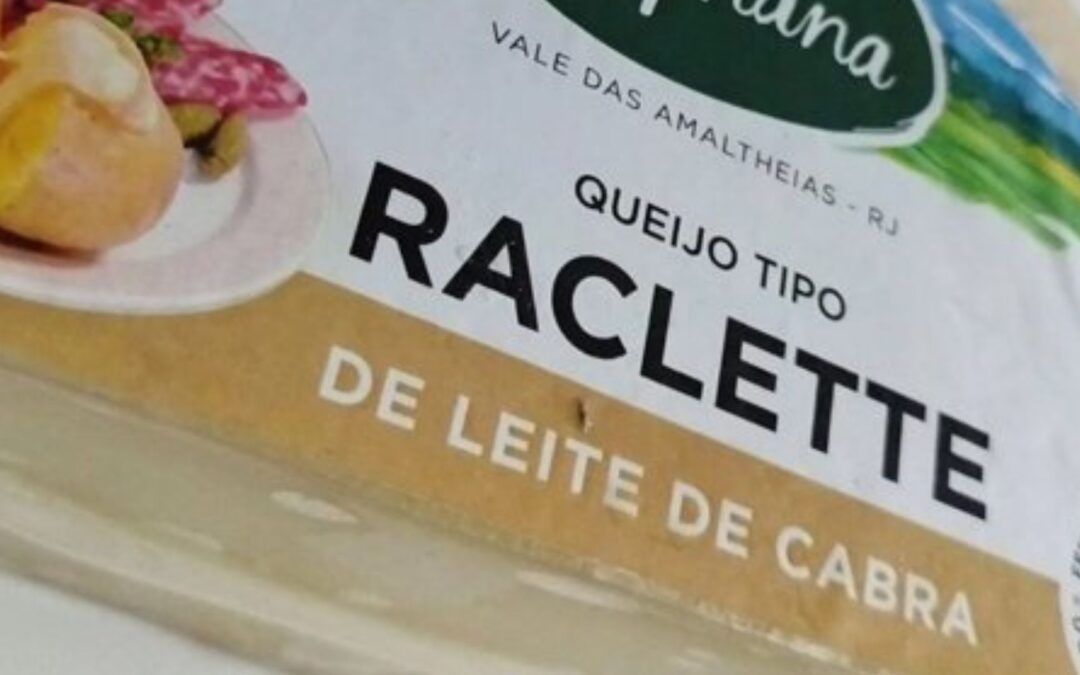 VALE DAS AMALTHEIAS - RJ
QUEIJO TIPO
RACLETTE
DE LEITE DE CABRA